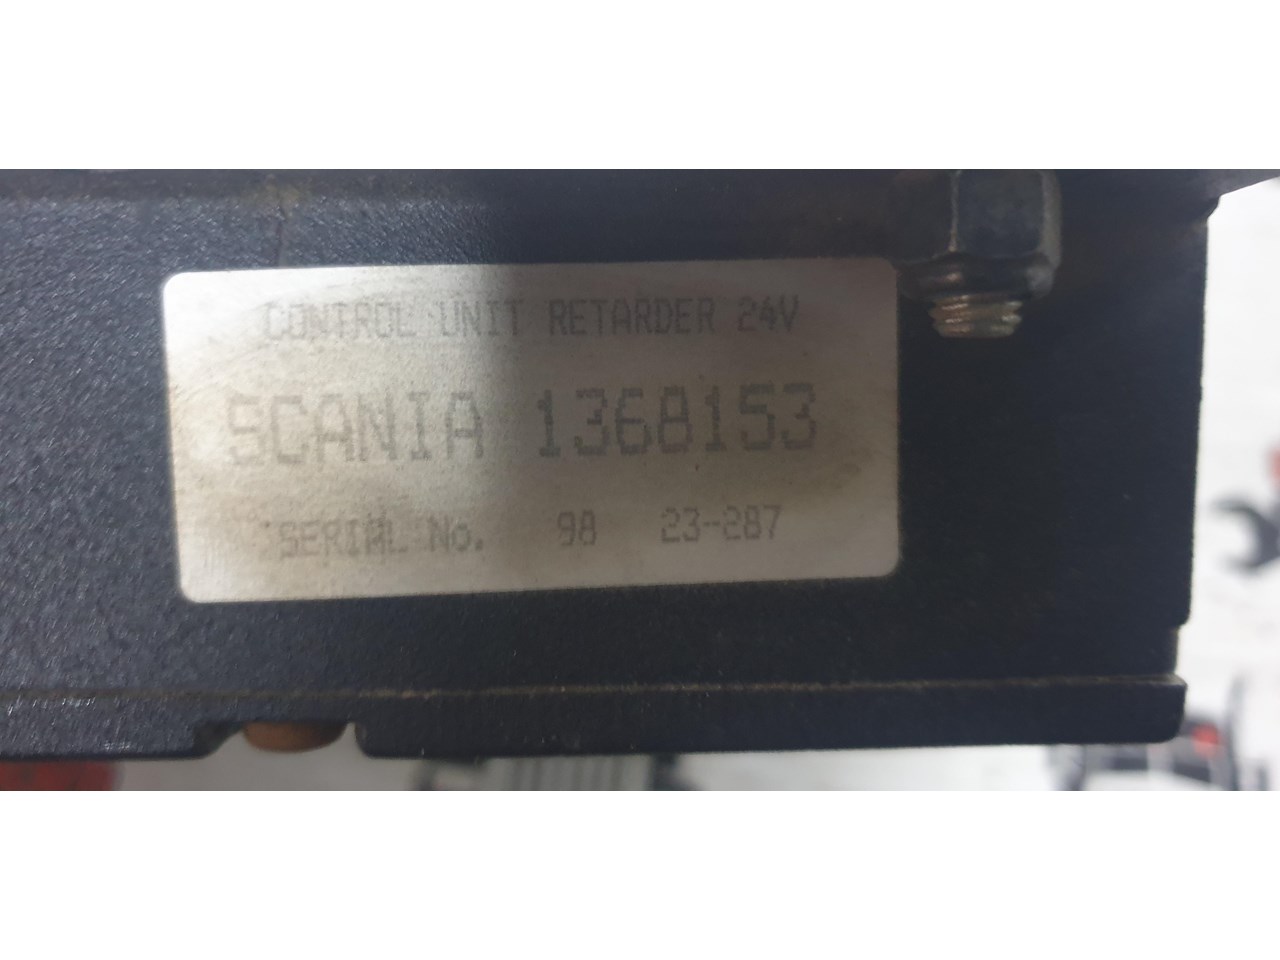 CONTROL UNIT RETARDER 24V
SCANIA 1368153
SERIAL No. 98 23-287